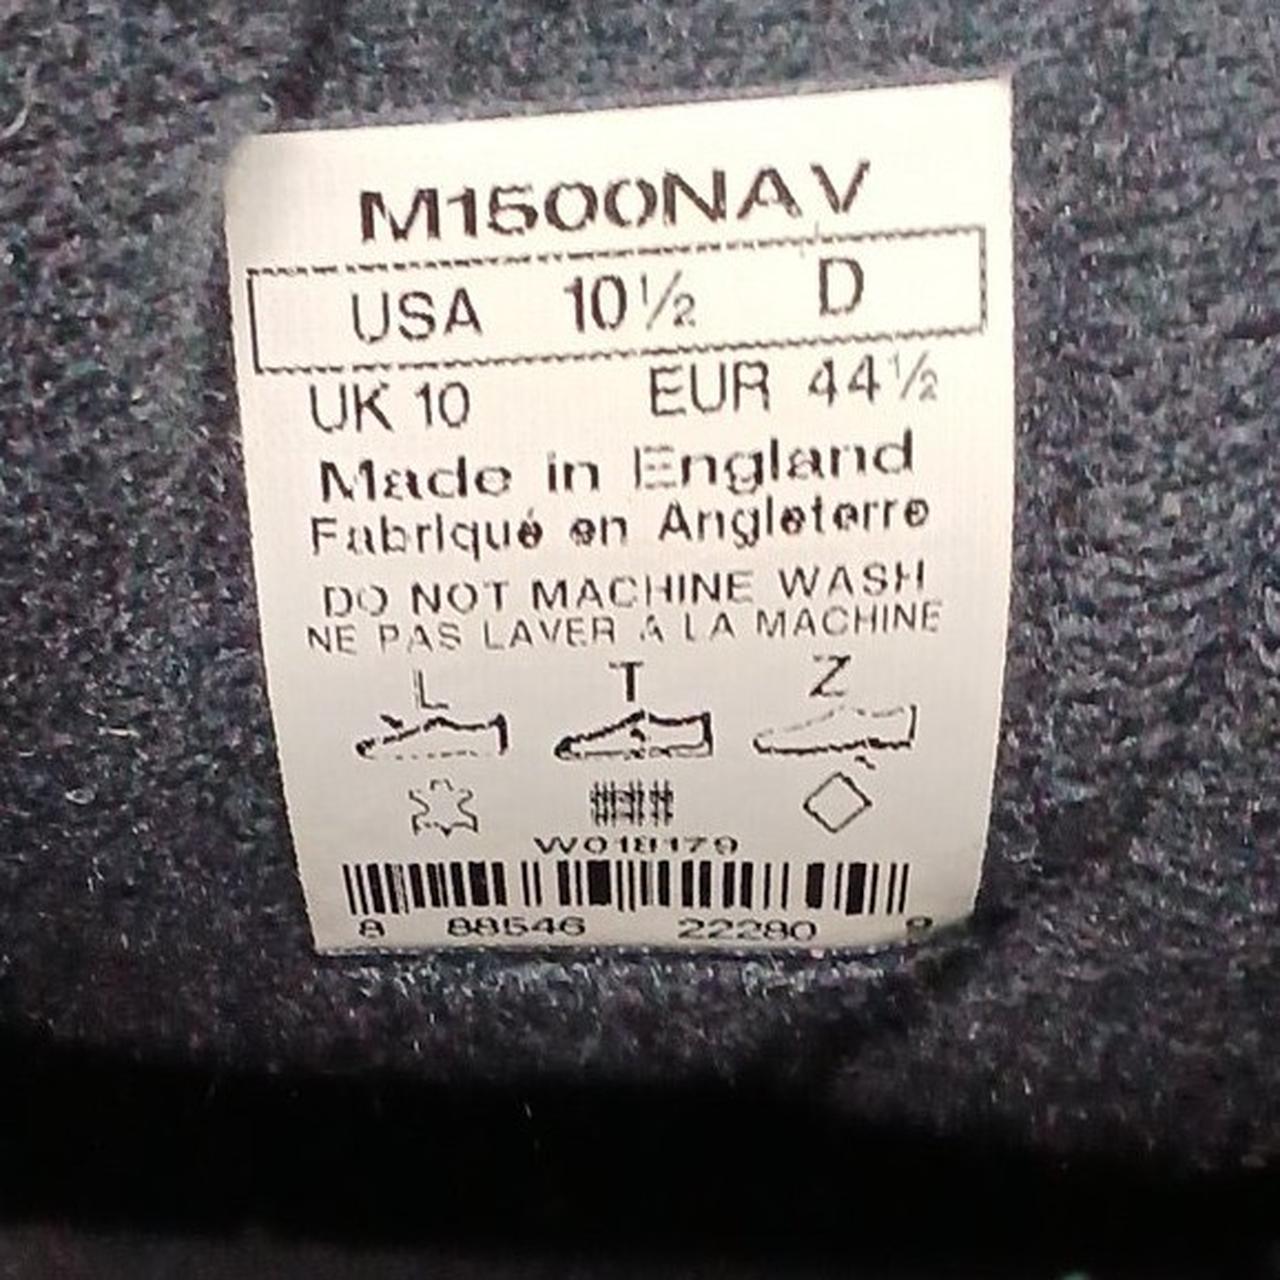 M1500NAV
USA 10½ D
UK 10 EUR 44½
Made in England
Fabriqué en Angleterre
DO NOT MACHINE WASH
NE PAS LAVER A LA MACHINE
L T Z
W018179
8 88546 22280 9